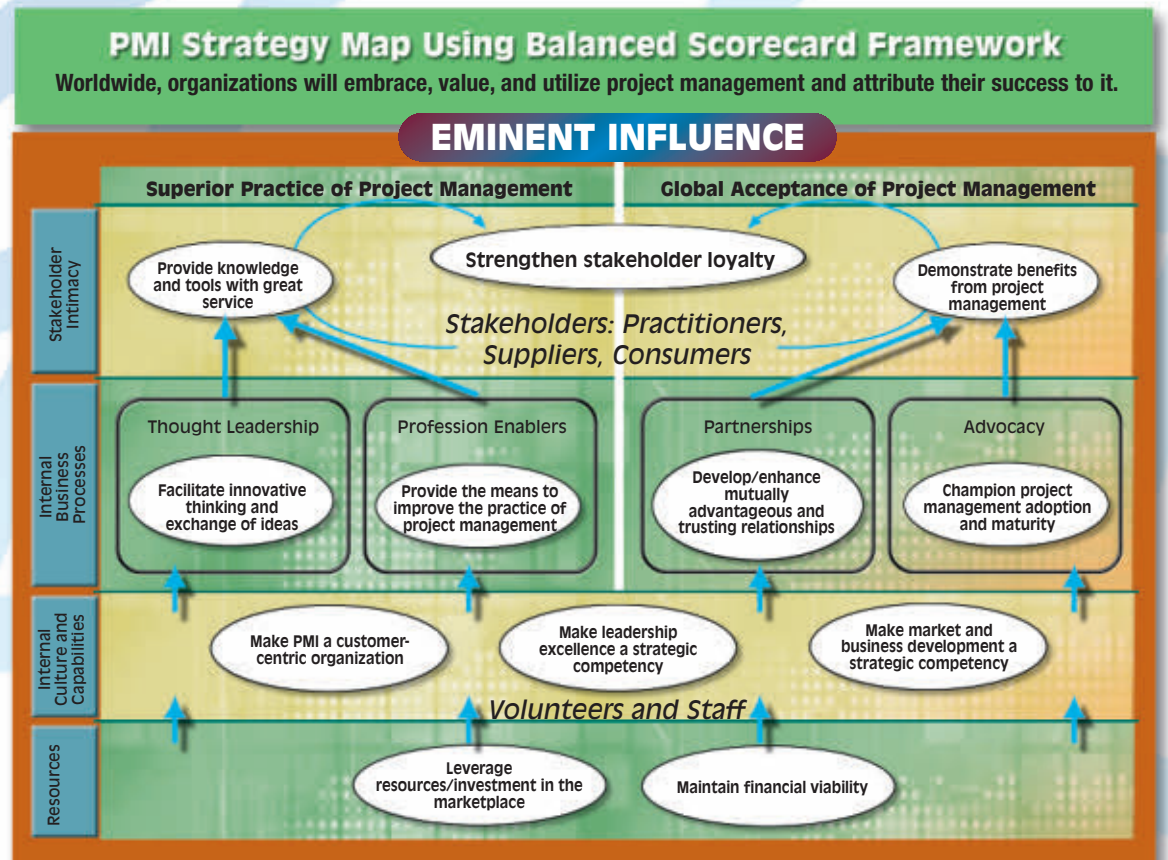 PMI Strategy Map Using Balanced Scorecard Framework
Worldwide, organizations will embrace, value, and utilize project management and attribute their success to it.
EMINENT INFLUENCE
Superior Practice of Project Management
Global Acceptance of Project Management
Stakeholder
Intimacy
Provide knowledge
and tools with great
service
Strengthen stakeholder loyalty
Demonstrate benefits
from project
management
Stakeholders: Practitioners,
Suppliers, Consumers
Internal
Business
Processes
Thought Leadership
Facilitate innovative
thinking and
exchange of ideas
Profession Enablers
Provide the means to
improve the practice of
project management
Partnerships
Develop/enhance
mutually
advantageous and
trusting relationships
Advocacy
Champion project
management adoption
and maturity
Internal
Culture and
Capabilities
Make PMI a customer-
centric organization
Make leadership
excellence a strategic
competency
Make market and
business development a
strategic competency
Volunteers and Staff
Resources
Leverage
resources/investment in the
marketplace
Maintain financial viability